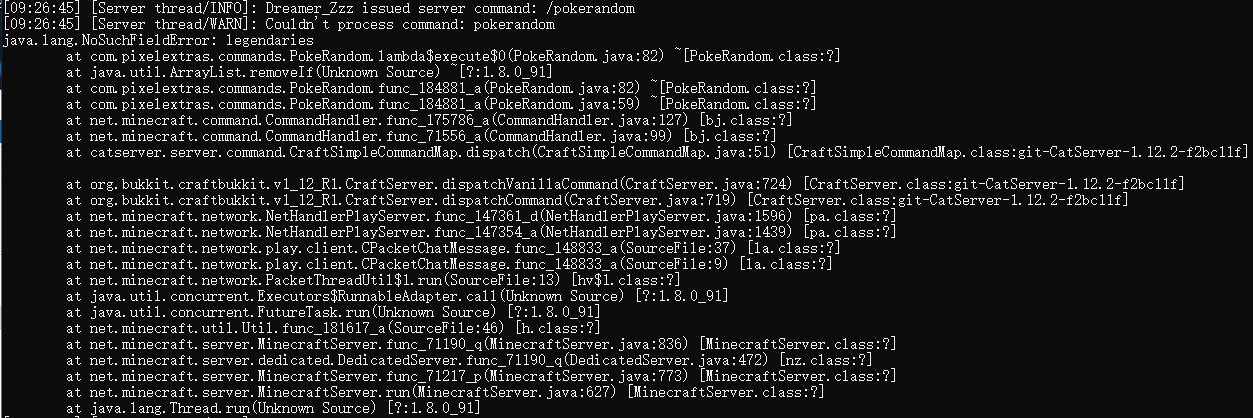 [09:26:45] [Server thread/INFO]: Dreamer_Zzz issued server command: /pokerandom
[09:26:45] [Server thread/WARN]: Couldn't process command: pokerandom
java.lang.NoSuchFieldError: legendaries
at com.pixelextras.commands.PokeRandom.lambda$execute$0(PokeRandom.java:82) ~[PokeRandom.class:?]
at java.util.ArrayList.removeIf(Unknown Source) ~[?:1.8.0_91]
at com.pixelextras.commands.PokeRandom.func_184881_a(PokeRandom.java:82) ~[PokeRandom.class:?]
at com.pixelextras.commands.PokeRandom.func_184881_a(PokeRandom.java:59) ~[PokeRandom.class:?]
at net.minecraft.command.CommandHandler.func_175786_a(CommandHandler.java:127) [bj.class:?]
at net.minecraft.command.CommandHandler.func_71556_a(CommandHandler.java:99) [bj.class:?]
at catserver.server.command.CraftSimpleCommandMap.dispatch(CraftSimpleCommandMap.java:51) [CraftSimpleCommandMap.class:git-CatServer-1.12.2-f2bc11f]
at org.bukkit.craftbukkit.v1_12_R1.CraftServer.dispatchVanillaCommand(CraftServer.java:724) [CraftServer.class:git-CatServer-1.12.2-f2bc11f]
at org.bukkit.craftbukkit.v1_12_R1.CraftServer.dispatchCommand(CraftServer.java:719) [CraftServer.class:git-CatServer-1.12.2-f2bc11f]
at net.minecraft.network.NetHandlerPlayServer.func_147361_d(NetHandlerPlayServer.java:1596) [pa.class:?]
at net.minecraft.network.NetHandlerPlayServer.func_147354_a(NetHandlerPlayServer.java:1439) [pa.class:?]
at net.minecraft.network.play.client.CPacketChatMessage.func_148833_a(SourceFile:37) [la.class:?]
at net.minecraft.network.play.client.CPacketChatMessage.func_148833_a(SourceFile:9) [la.class:?]
at net.minecraft.network.PacketThreadUtil$1.run(SourceFile:13) [hv$1.class:?]
at java.util.concurrent.Executors$RunnableAdapter.call(Unknown Source) [?:1.8.0_91]
at java.util.concurrent.FutureTask.run(Unknown Source) [?:1.8.0_91]
at net.minecraft.util.Util.func_181617_a(SourceFile:46) [h.class:?]
at net.minecraft.server.MinecraftServer.func_71190_q(MinecraftServer.java:836) [MinecraftServer.class:?]
at net.minecraft.server.dedicated.DedicatedServer.func_71190_q(DedicatedServer.java:472) [nz.class:?]
at net.minecraft.server.MinecraftServer.func_71217_p(MinecraftServer.java:773) [MinecraftServer.class:?]
at net.minecraft.server.MinecraftServer.run(MinecraftServer.java:627) [MinecraftServer.class:?]
at java.lang.Thread.run(Unknown Source) [?:1.8.0_91]